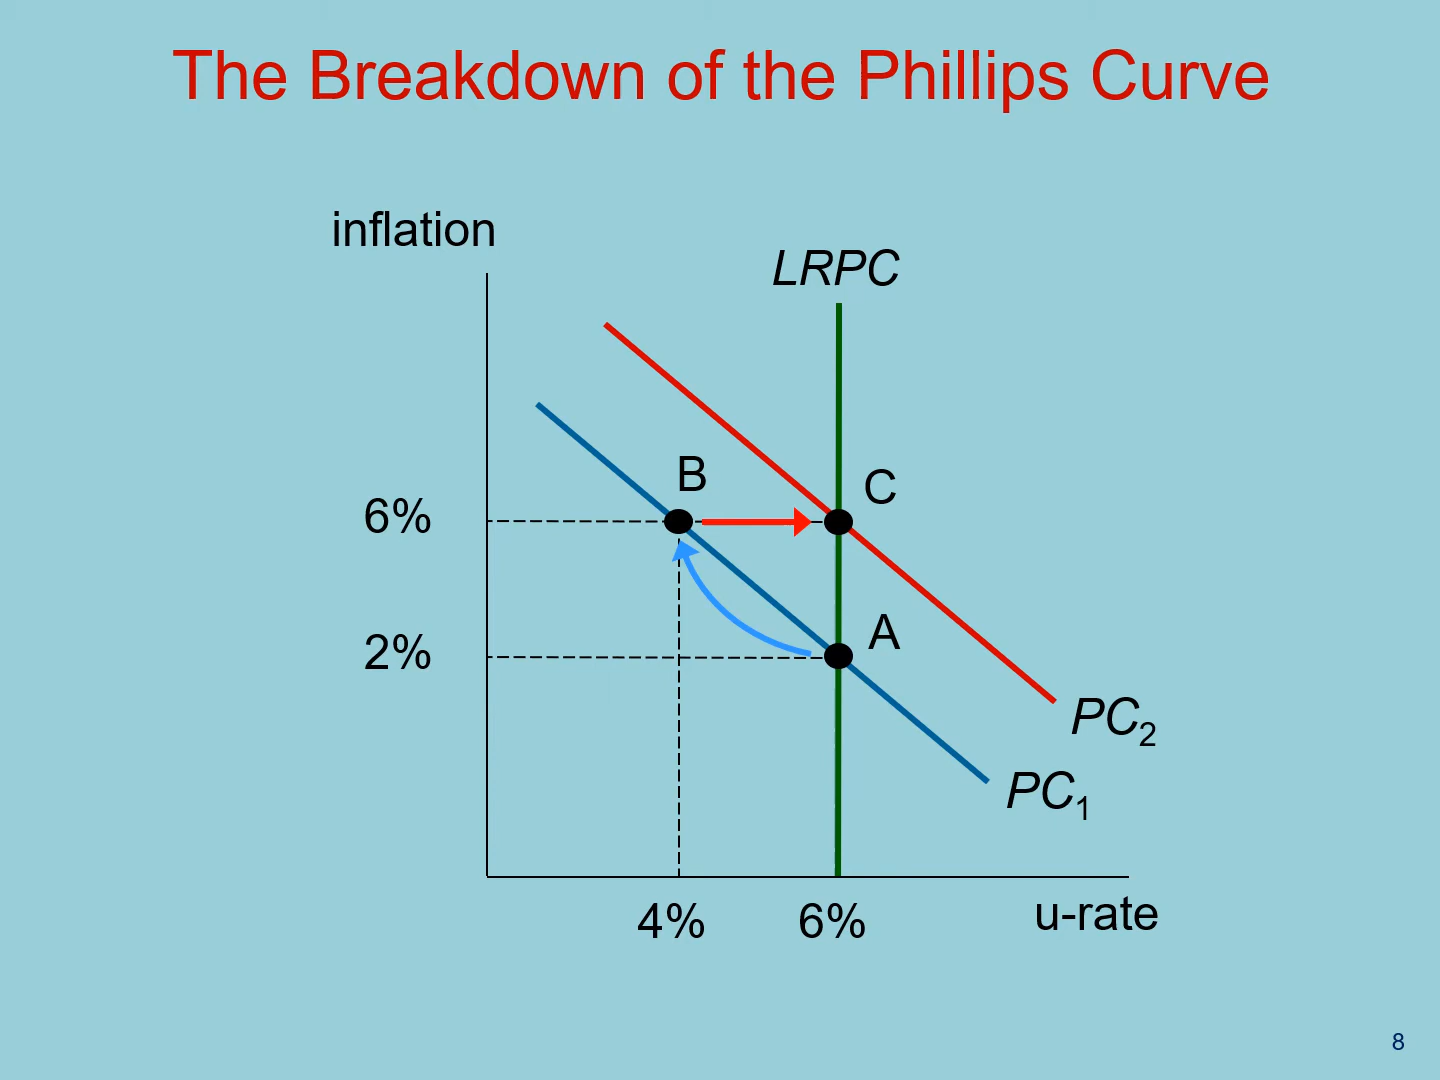 The Breakdown of the Phillips Curve
inflation
LRPC
B
C
6%
A
2%
PC₂
PC₁
4%
6%
u-rate
8